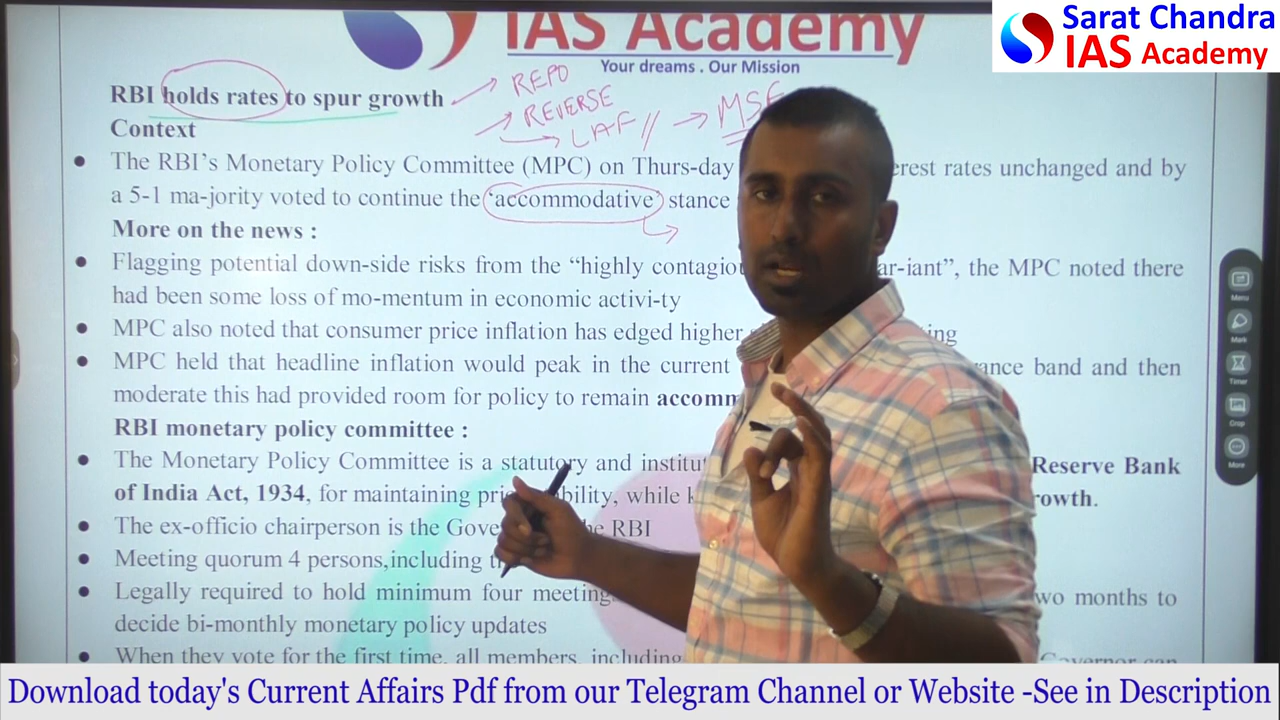 Sarat Chandra
IAS Academy
IAS Academy
Your dreams . Our Mission
RBI holds rates to spur growth
REPO
REVERSE
LAF // → MSF
Context
The RBI's Monetary Policy Committee (MPC) on Thurs-day erest rates unchanged and by
a 5-1 ma-jority voted to continue the 'accommodative' stance
More on the news :
Flagging potential down-side risks from the "highly contagio ar-iant", the MPC noted there
had been some loss of mo-mentum in economic activi-ty
MPC also noted that consumer price inflation has edged higher ing
MPC held that headline inflation would peak in the current ance band and then
moderate this had provided room for policy to remain accomm
RBI monetary policy committee :
The Monetary Policy Committee is a statutory and institu Reserve Bank
of India Act, 1934, for maintaining pri bility, while k rowth.
The ex-officio chairperson is the Gove he RBI
Meeting quorum 4 persons,including t
Legally required to hold minimum four meeting wo months to
decide bi-monthly monetary policy updates
When they vote for the first time, all members, including Governor can
Menu
Mark
Timer
Crop
More
Download today's Current Affairs Pdf from our Telegram Channel or Website -See in Description